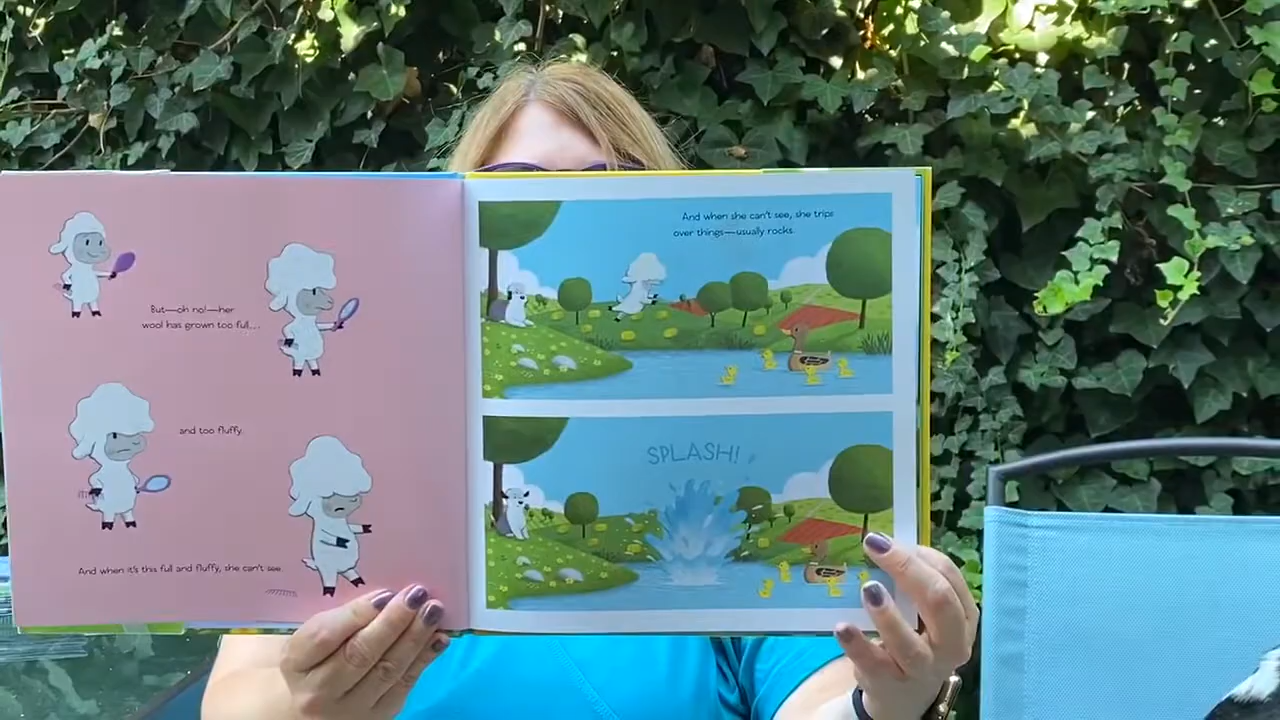 But—oh no!—her
wool has grown too full...
and too fluffy.
And when it's this full and fluffy, she can't see.
And when she can't see, she trips
over things—usually rocks.
SPLASH!